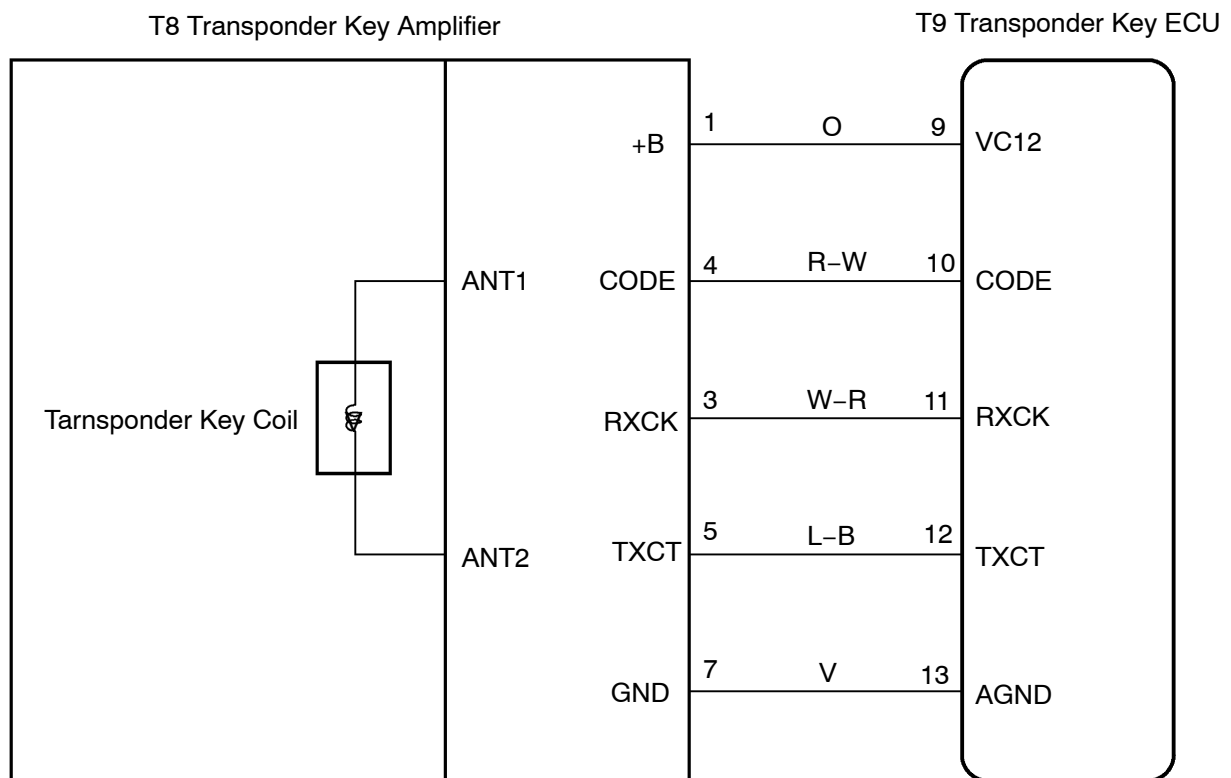 T8 Transponder Key Amplifier
T9 Transponder Key ECU
+B 1 O 9 VC12
ANT1 CODE 4 R−W 10 CODE
Tarnsponder Key Coil RXCK 3 W−R 11 RXCK
ANT2 TXCT 5 L−B 12 TXCT
GND 7 V 13 AGND